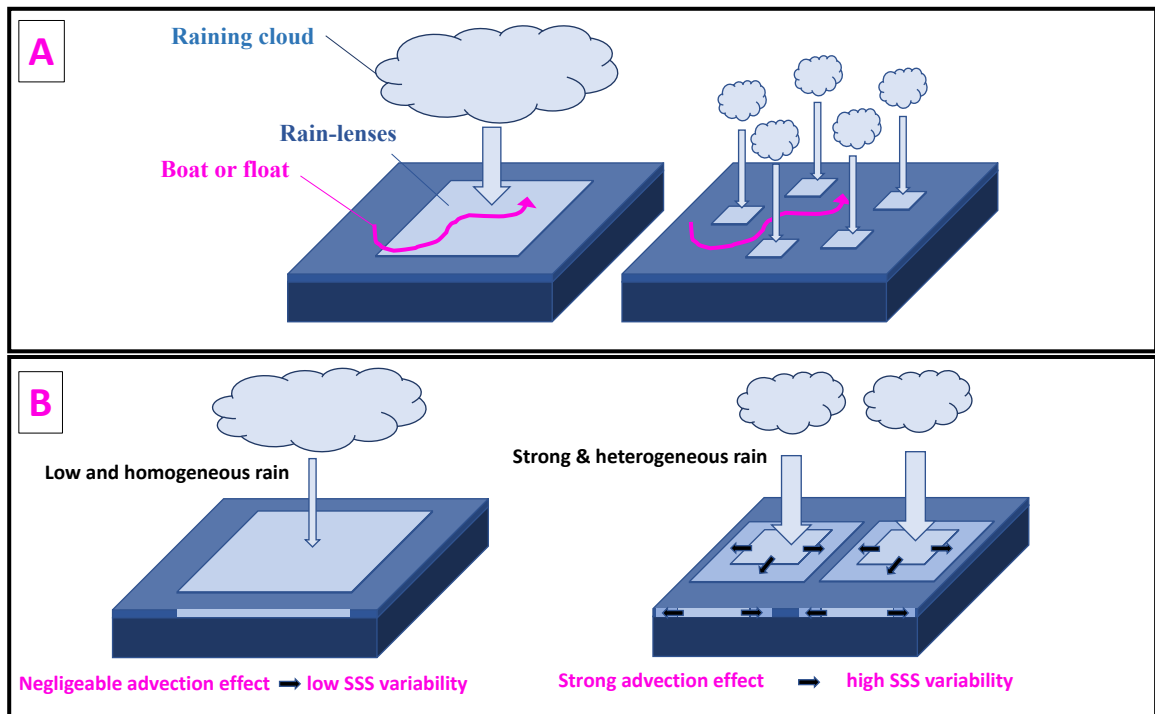 A
Raining cloud
Rain-lenses
Boat or float
B
Low and homogeneous rain
Strong & heterogeneous rain
Negligeable advection effect
low SSS variability
Strong advection effect
high SSS variability